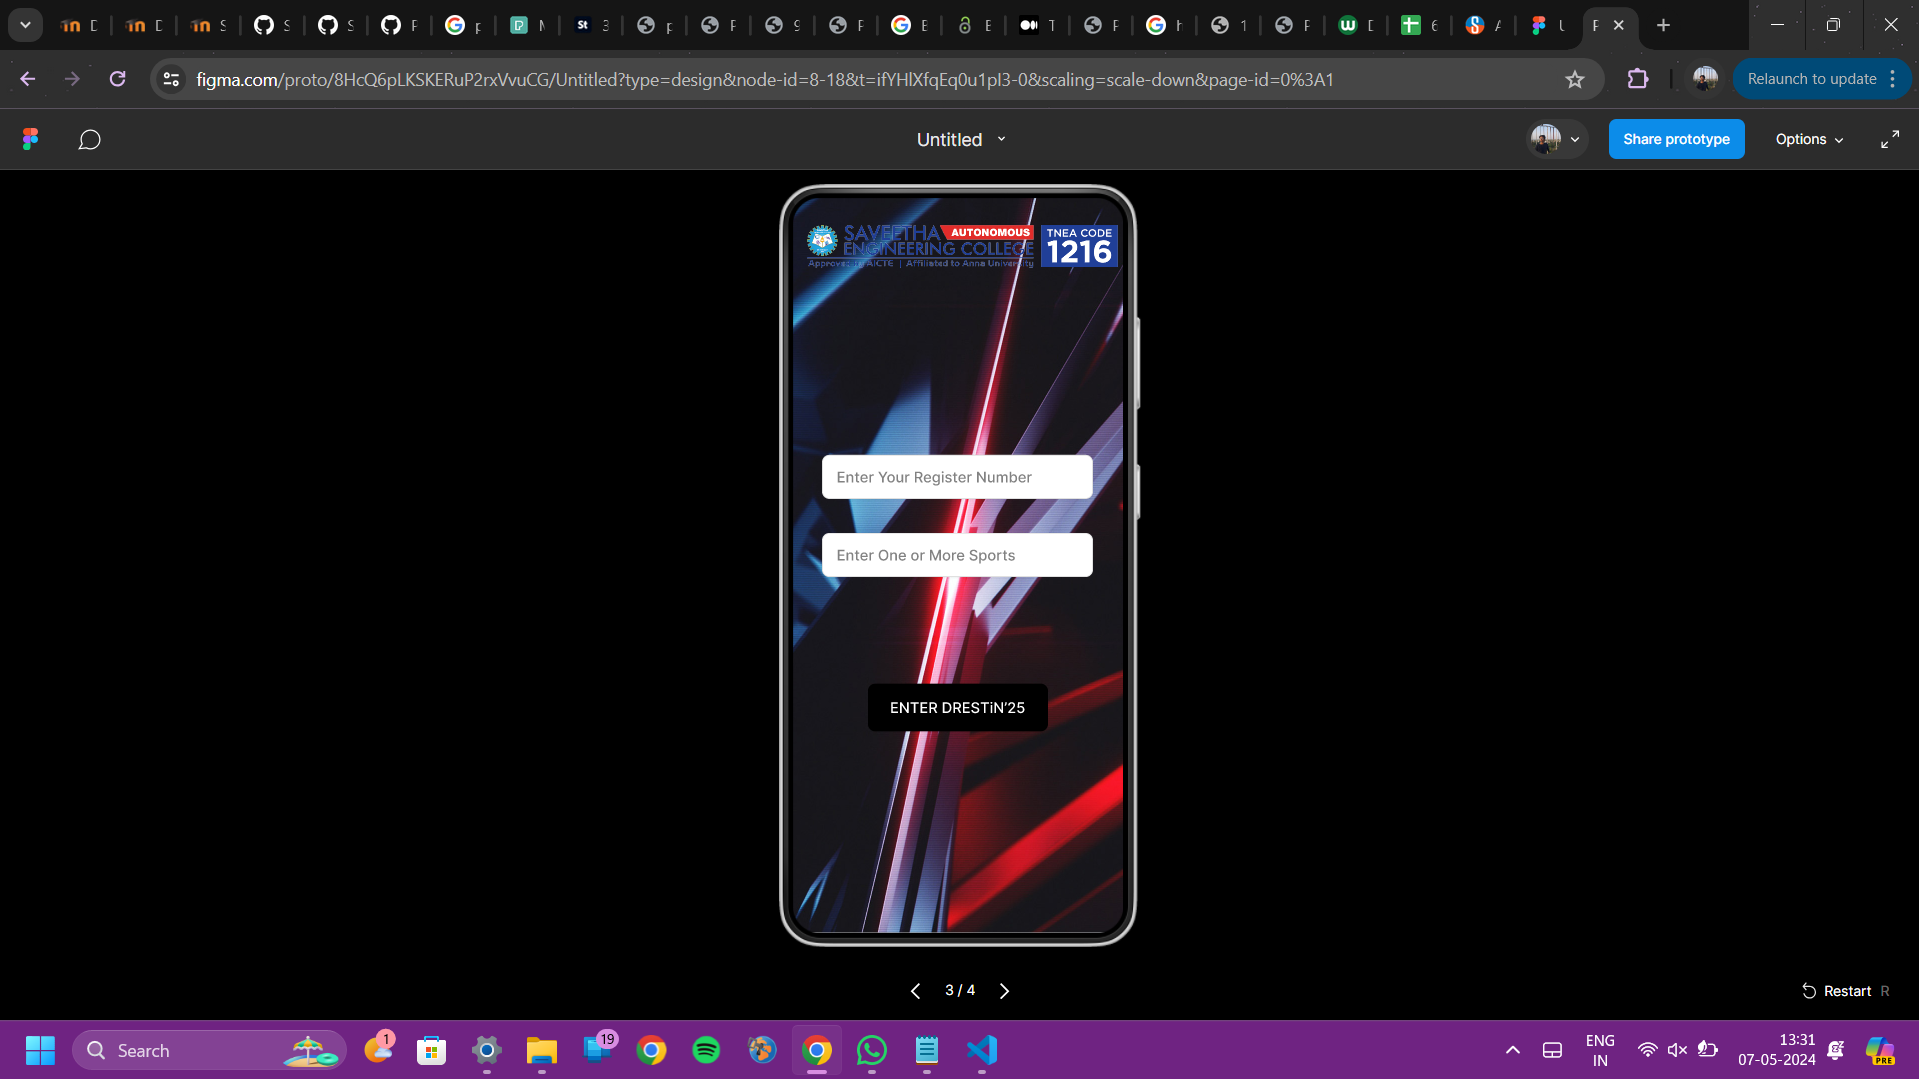 figma.com/proto/8HcQ6pLKSKERuP2rxVvuCG/Untitled?type=design&node-id=8-18&t=ifYHlXfqEq0u1pI3-0&scaling=scale-down&page-id=0%3A1
Relaunch to update
Untitled
Share prototype
Options
SAVEETHA AUTONOMOUS
ENGINEERING COLLEGE
Approved by AICTE | Affiliated to Anna University
TNEA CODE
1216
Enter Your Register Number
Enter One or More Sports
ENTER DRESTiN’25
3 / 4
Restart R
Search
1
19
ENG
IN
13:31
07-05-2024
PRE